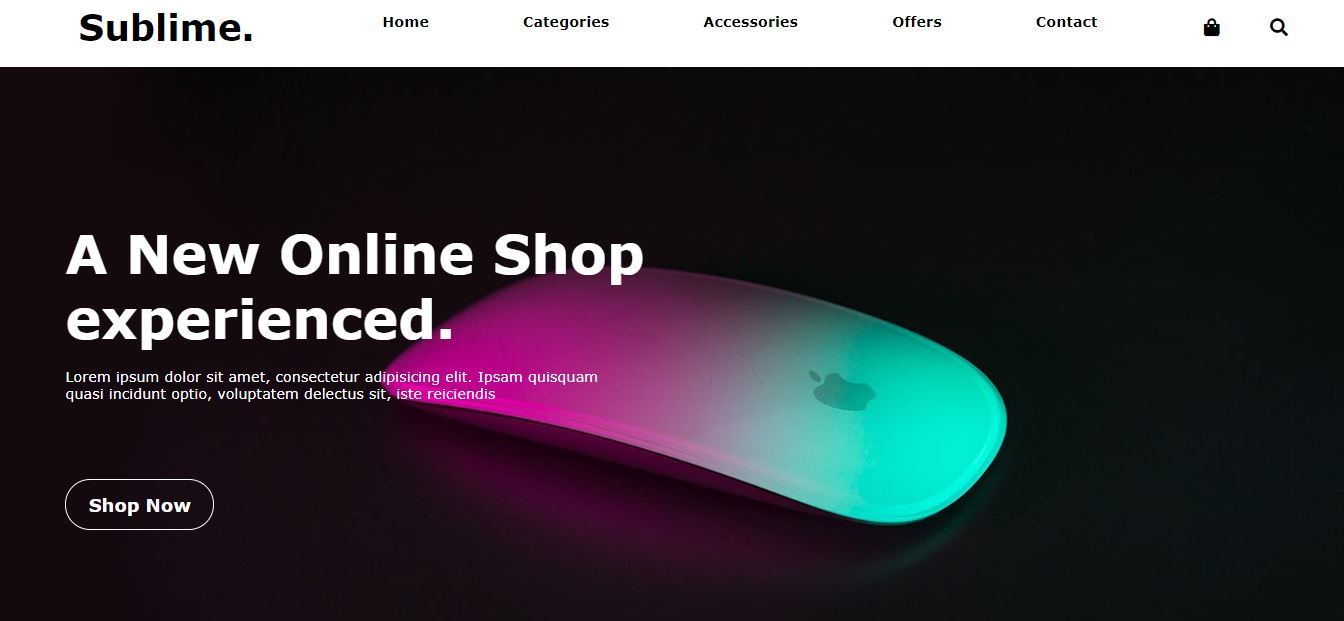 Sublime.
Home Categories Accessories Offers Contact
A New Online Shop
experienced.
Lorem ipsum dolor sit amet, consectetur adipisicing elit. Ipsam quisquam
quasi incidunt optio, voluptatem delectus sit, iste reiciendis
Shop Now